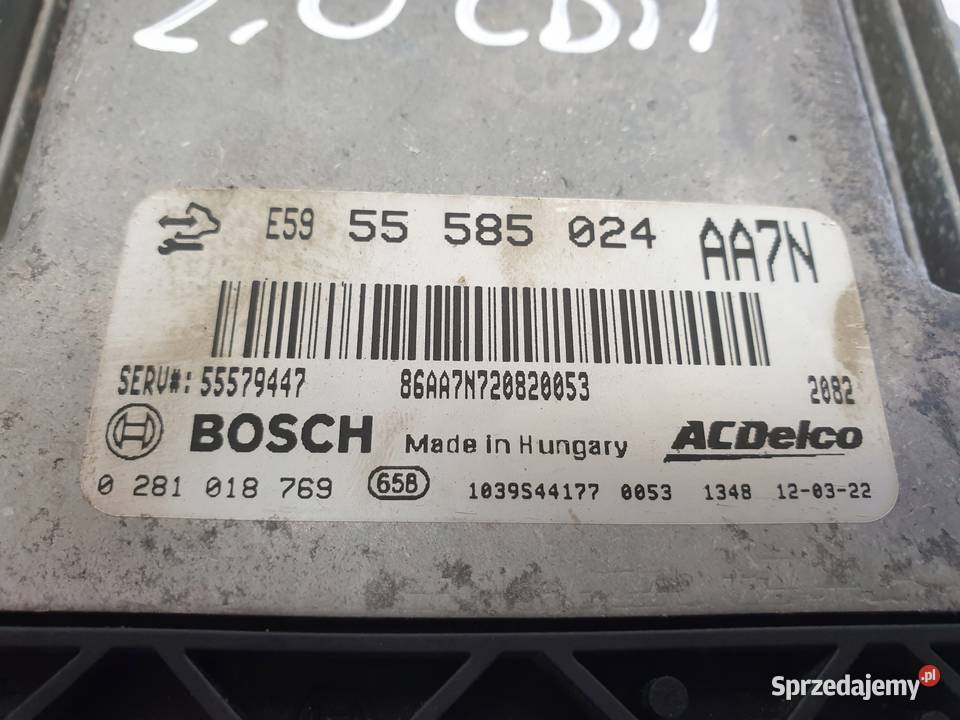 2.0 CDTI
E59 55 585 024 AA7N
SERV#: 55579447 86AA7N720820053 2082
BOSCH Made in Hungary ACDelco
0 281 018 769 65B 1039S44177 0053 1348 12-03-22
Sprzedajemy.pl